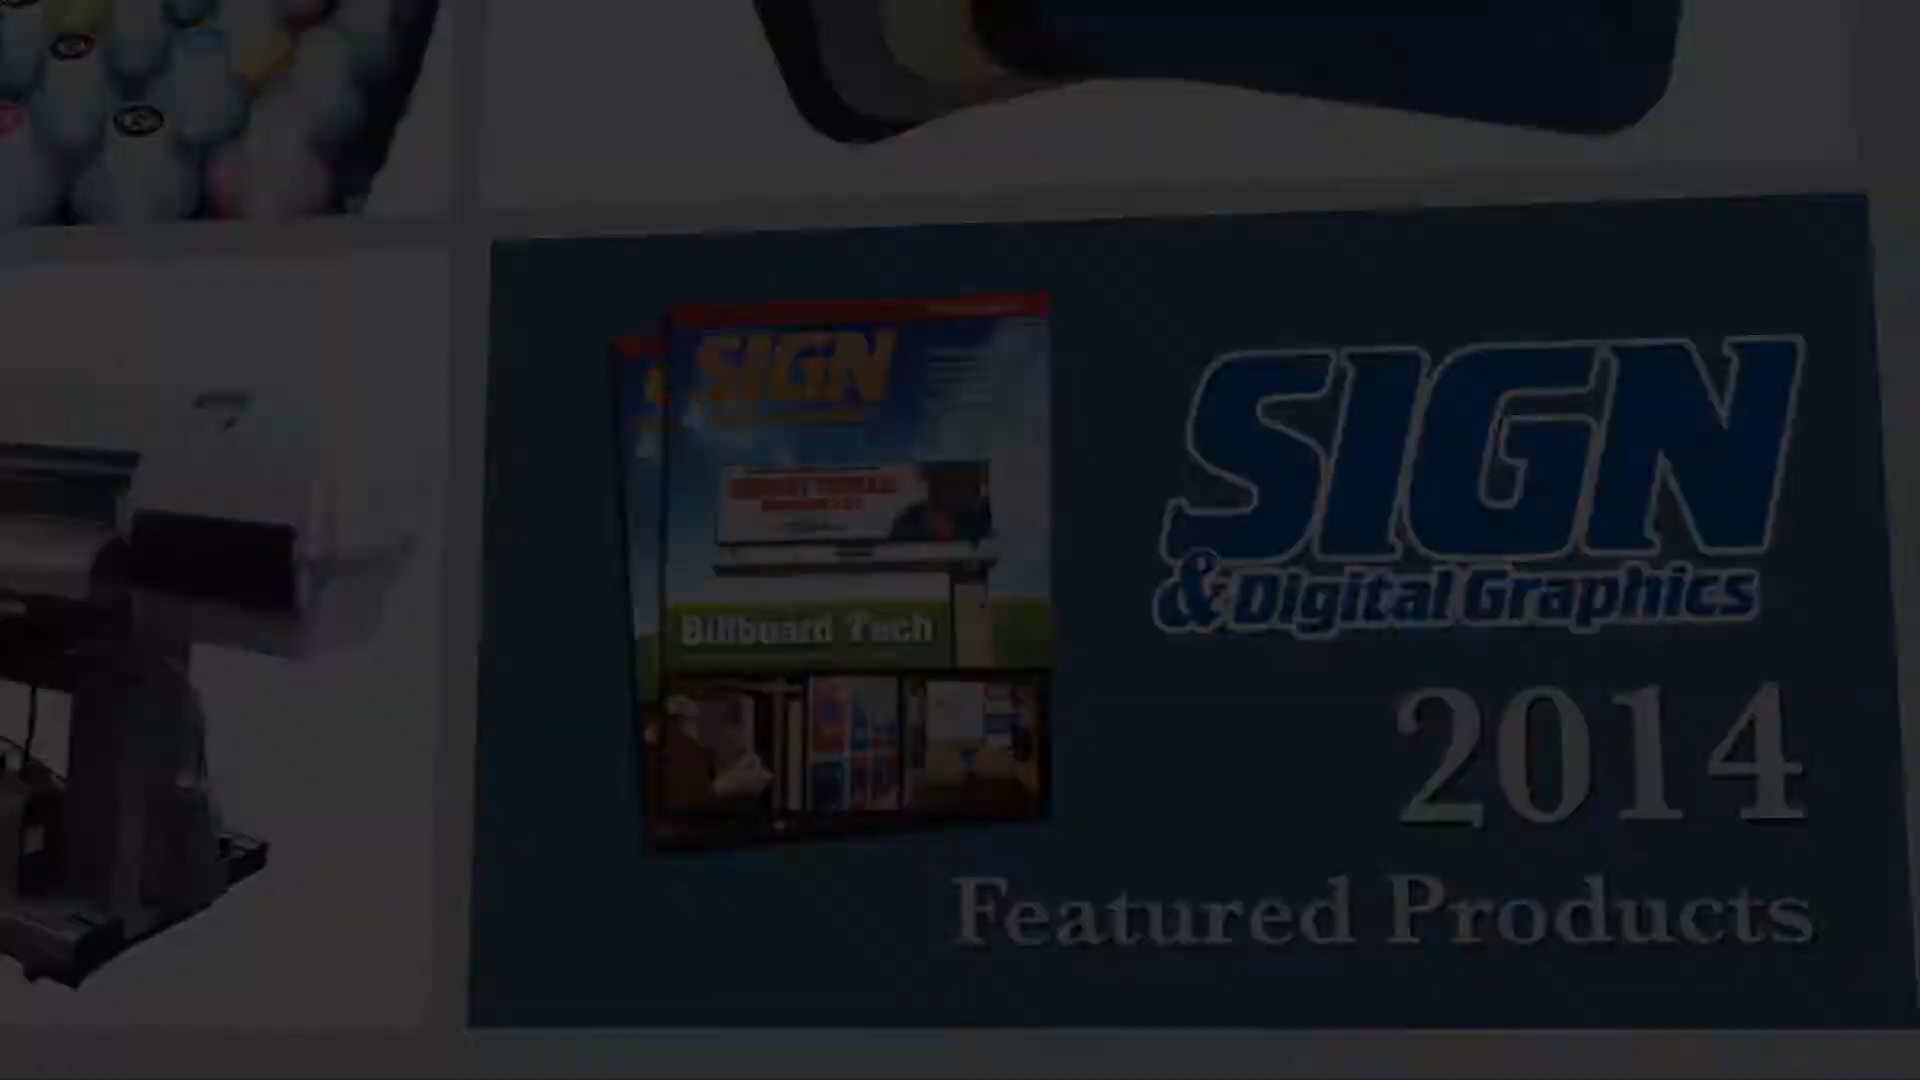 SIGN
Billboard Tech
SIGN
& Digital Graphics
2014
Featured Products